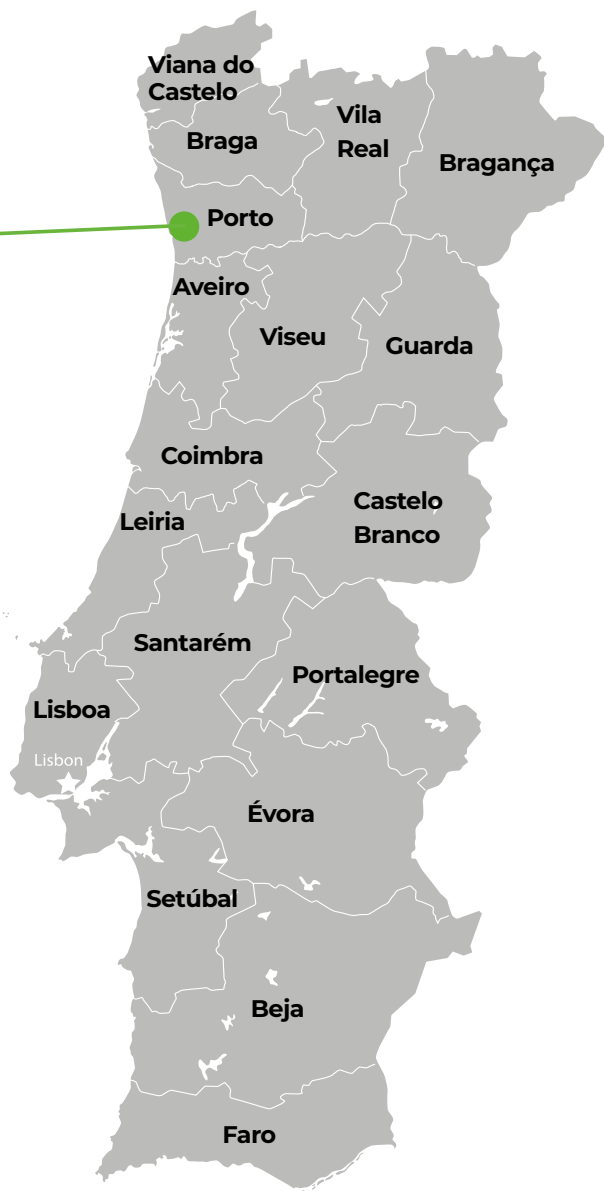 Viana do
Castelo
Vila
Real
Braga
Bragança
Porto
Aveiro
Viseu
Guarda
Coimbra
Castelo
Branco
Leiria
Santarém
Portalegre
Lisboa
Lisbon
Évora
Setúbal
Beja
Faro